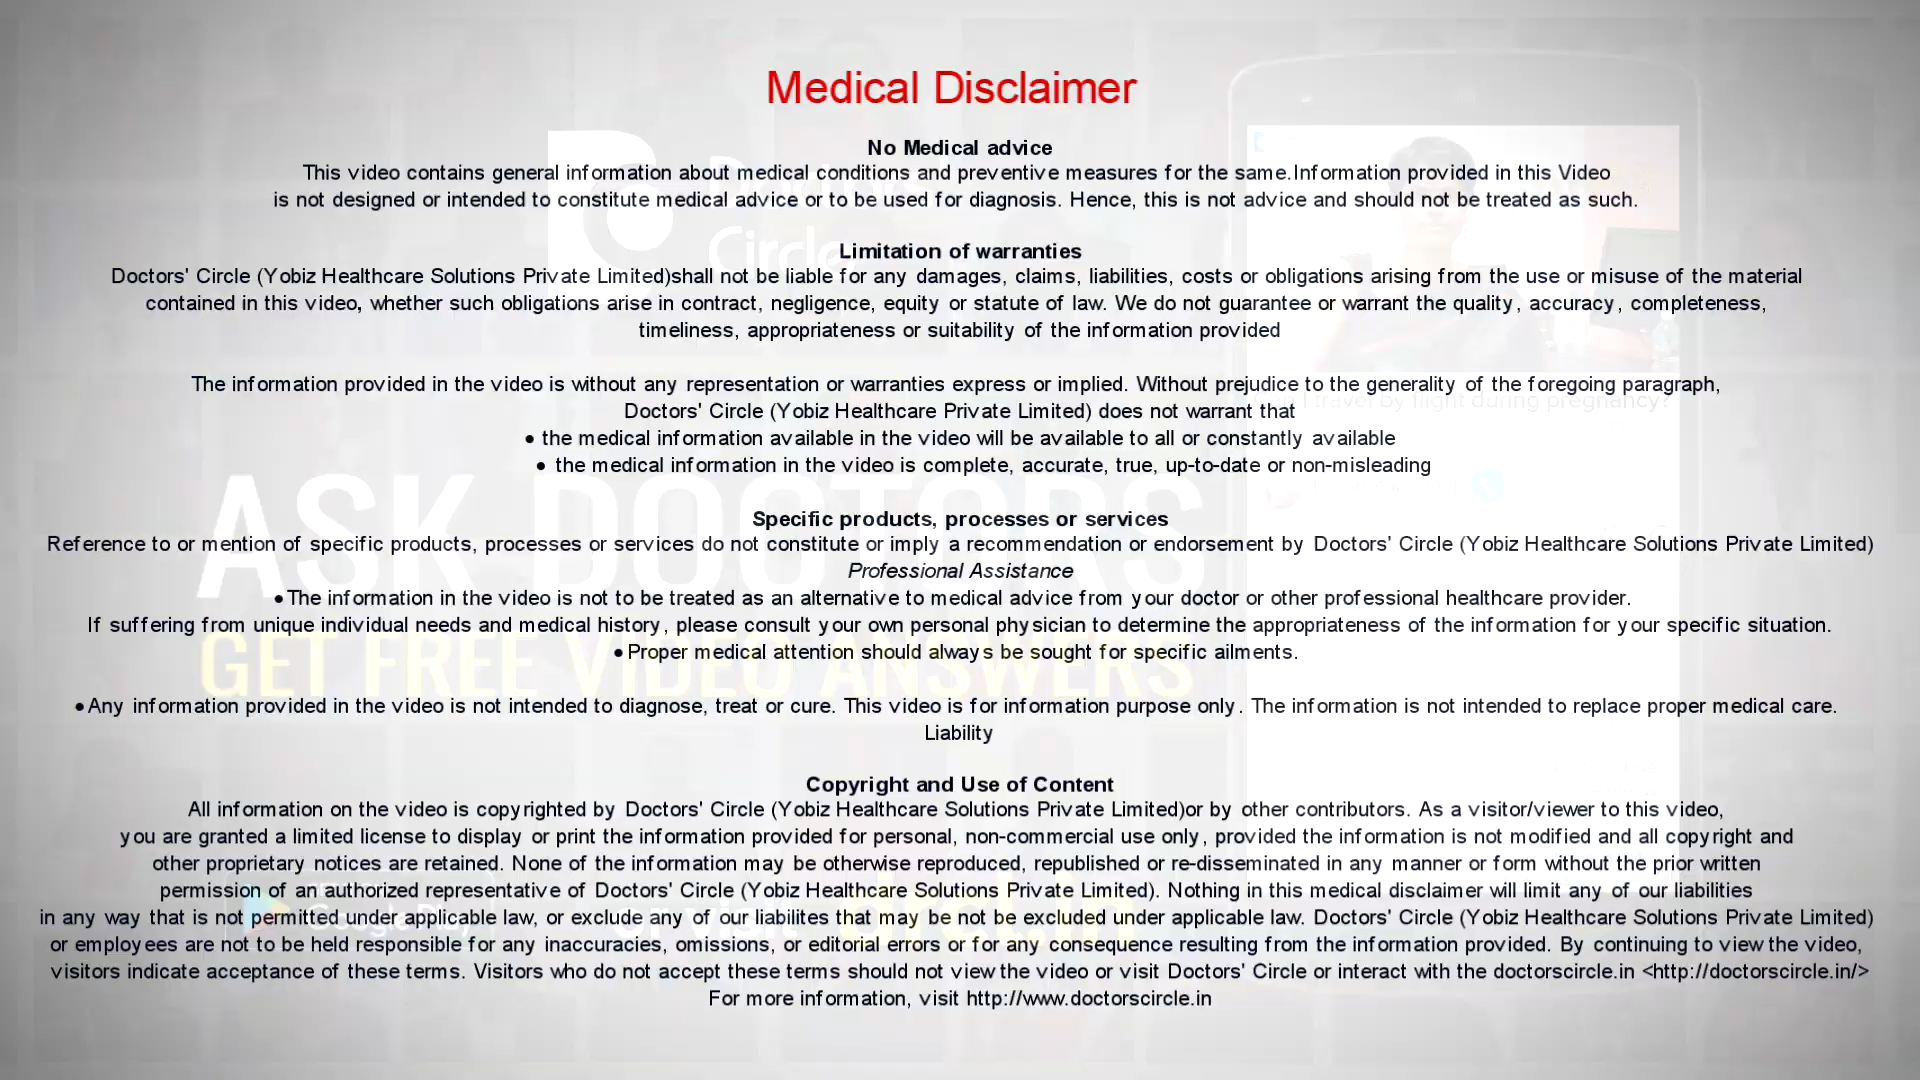 Medical Disclaimer
No Medical advice
This video contains general information about medical conditions and preventive measures for the same.Information provided in this Video
is not designed or intended to constitute medical advice or to be used for diagnosis. Hence, this is not advice and should not be treated as such.
Doctors'
Circle
Limitation of warranties
Doctors' Circle (Yobiz Healthcare Solutions Private Limited)shall not be liable for any damages, claims, liabilities, costs or obligations arising from the use or misuse of the material
contained in this video, whether such obligations arise in contract, negligence, equity or statute of law. We do not guarantee or warrant the quality, accuracy, completeness,
timeliness, appropriateness or suitability of the information provided
The information provided in the video is without any representation or warranties express or implied. Without prejudice to the generality of the foregoing paragraph,
Can I travel by flight during pregnancy?
Doctors' Circle (Yobiz Healthcare Private Limited) does not warrant that
• the medical information available in the video will be available to all or constantly available
• the medical information in the video is complete, accurate, true, up-to-date or non-misleading
ASK DOCTORS
Specific products, processes or services
Reference to or mention of specific products, processes or services do not constitute or imply a recommendation or endorsement by Doctors' Circle (Yobiz Healthcare Solutions Private Limited)
Professional Assistance
•The information in the video is not to be treated as an alternative to medical advice from your doctor or other professional healthcare provider.
If suffering from unique individual needs and medical history, please consult your own personal physician to determine the appropriateness of the information for your specific situation.
•Proper medical attention should always be sought for specific ailments.
GET FREE VIDEO ANSWERS
•Any information provided in the video is not intended to diagnose, treat or cure. This video is for information purpose only. The information is not intended to replace proper medical care.
Liability
Copyright and Use of Content
All information on the video is copyrighted by Doctors' Circle (Yobiz Healthcare Solutions Private Limited)or by other contributors. As a visitor/viewer to this video,
you are granted a limited license to display or print the information provided for personal, non-commercial use only, provided the information is not modified and all copyright and
other proprietary notices are retained. None of the information may be otherwise reproduced, republished or re-disseminated in any manner or form without the prior written
permission of an authorized representative of Doctors' Circle (Yobiz Healthcare Solutions Private Limited). Nothing in this medical disclaimer will limit any of our liabilities
in any way that is not permitted under applicable law, or exclude any of our liabilites that may be not be excluded under applicable law. Doctors' Circle (Yobiz Healthcare Solutions Private Limited)
Google Play or visit drcl.in
or employees are not to be held responsible for any inaccuracies, omissions, or editorial errors or for any consequence resulting from the information provided. By continuing to view the video,
visitors indicate acceptance of these terms. Visitors who do not accept these terms should not view the video or visit Doctors' Circle or interact with the doctorscircle.in <http://doctorscircle.in/>
For more information, visit http://www.doctorscircle.in